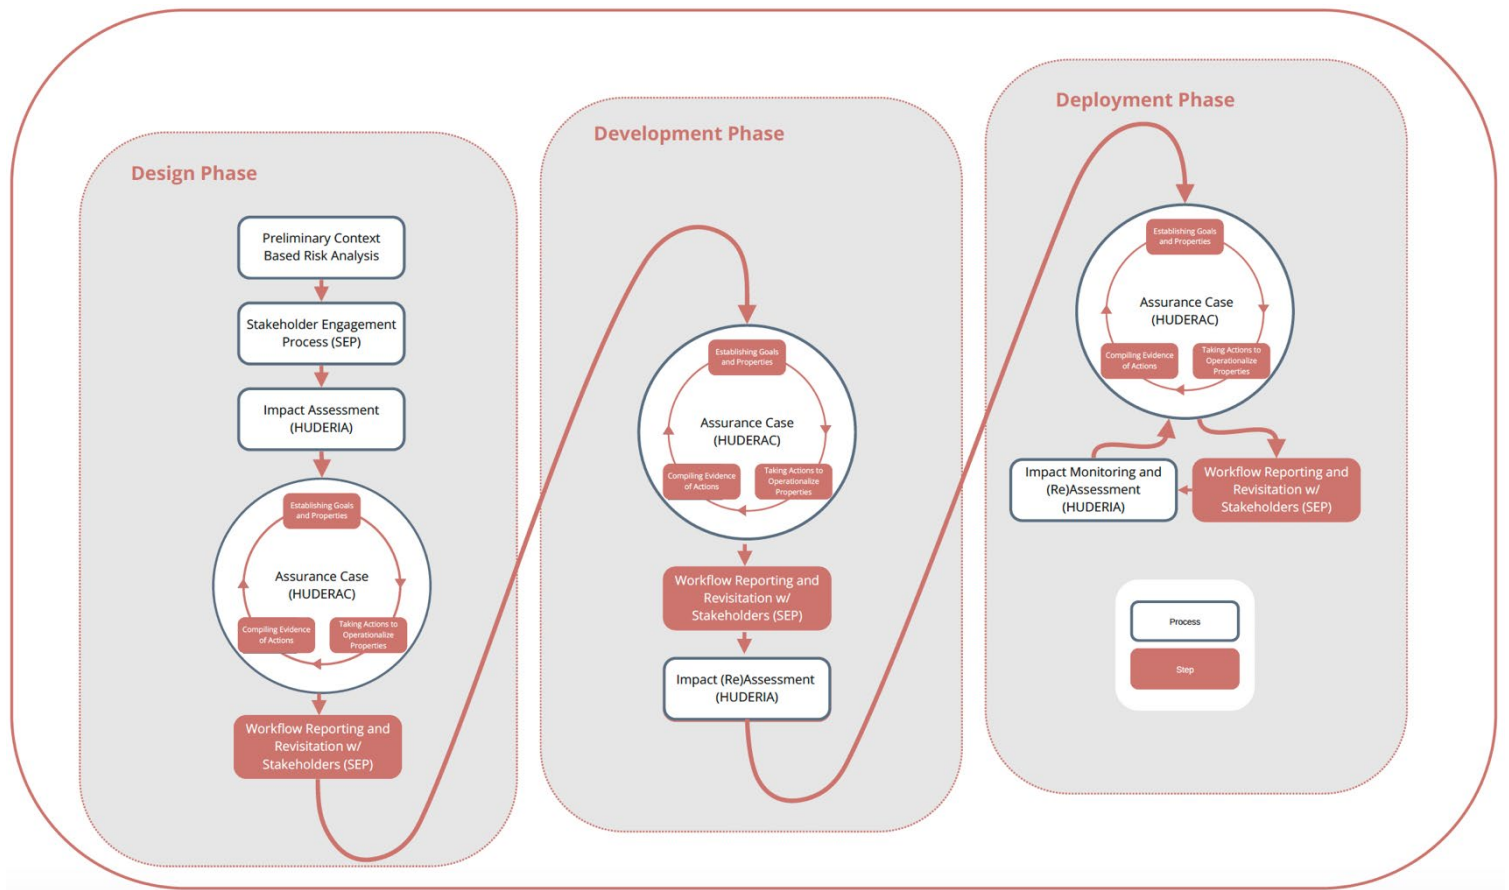 Design Phase
Preliminary Context
Based Risk Analysis
Stakeholder Engagement
Process (SEP)
Impact Assessment
(HUDERIA)
Establishing Goals
and Properties
Assurance Case
(HUDERAC)
Compiling Evidence
of Actions
Taking Actions to
Operationalize
Properties
Workflow Reporting and
Revisitation w/
Stakeholders (SEP)
Development Phase
Establishing Goals
and Properties
Assurance Case
(HUDERAC)
Compiling Evidence
of Actions
Taking Actions to
Operationalize
Properties
Workflow Reporting and
Revisitation w/
Stakeholders (SEP)
Impact (Re)Assessment
(HUDERIA)
Deployment Phase
Establishing Goals
and Properties
Assurance Case
(HUDERAC)
Compiling Evidence
of Actions
Taking Actions to
Operationalize
Properties
Impact Monitoring and
(Re)Assessment
(HUDERIA)
Workflow Reporting and
Revisitation w/
Stakeholders (SEP)
Process
Step